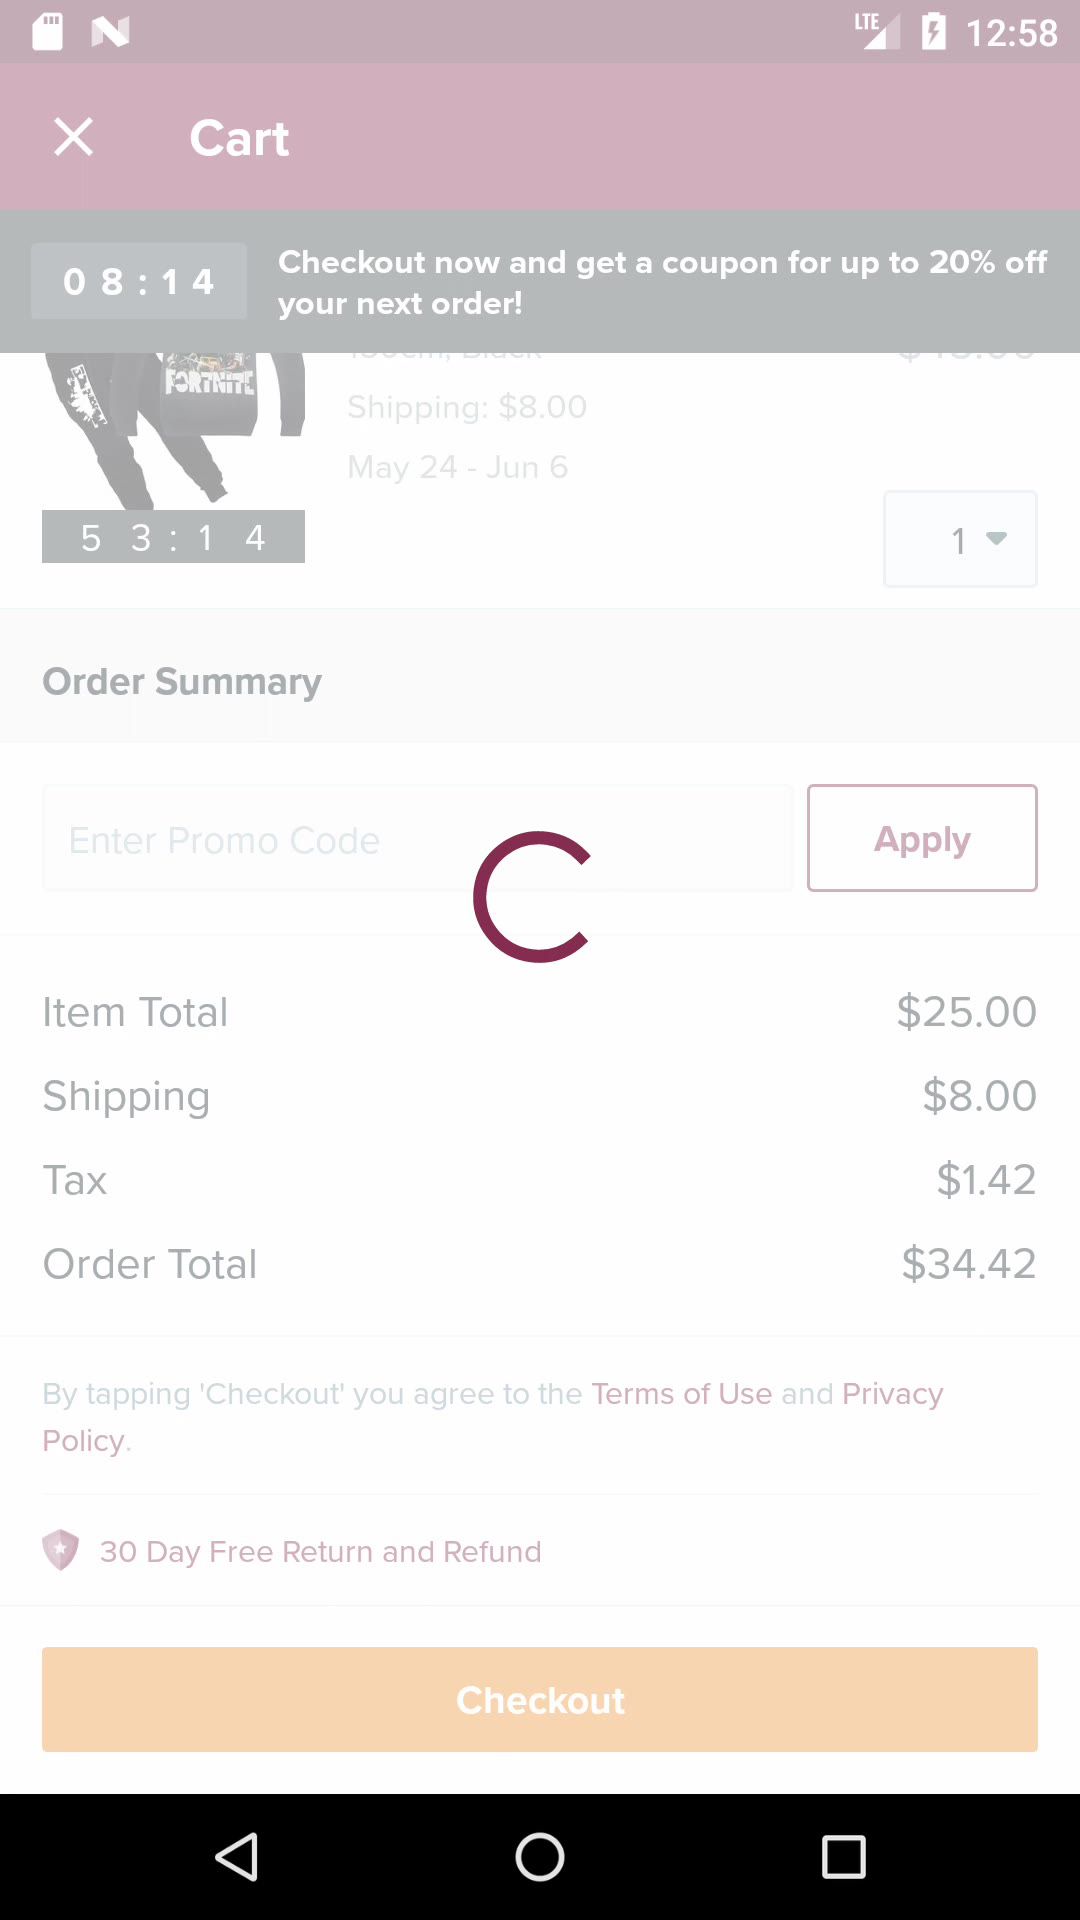 LTE 12:58
Cart
08:14
Checkout now and get a coupon for up to 20% off
your next order!
FORTNITE
Shipping: $8.00
May 24 - Jun 6
53:14
1
Order Summary
Enter Promo Code
Apply
Item Total $25.00
Shipping $8.00
Tax $1.42
Order Total $34.42
By tapping 'Checkout' you agree to the Terms of Use and Privacy
Policy.
30 Day Free Return and Refund
Checkout